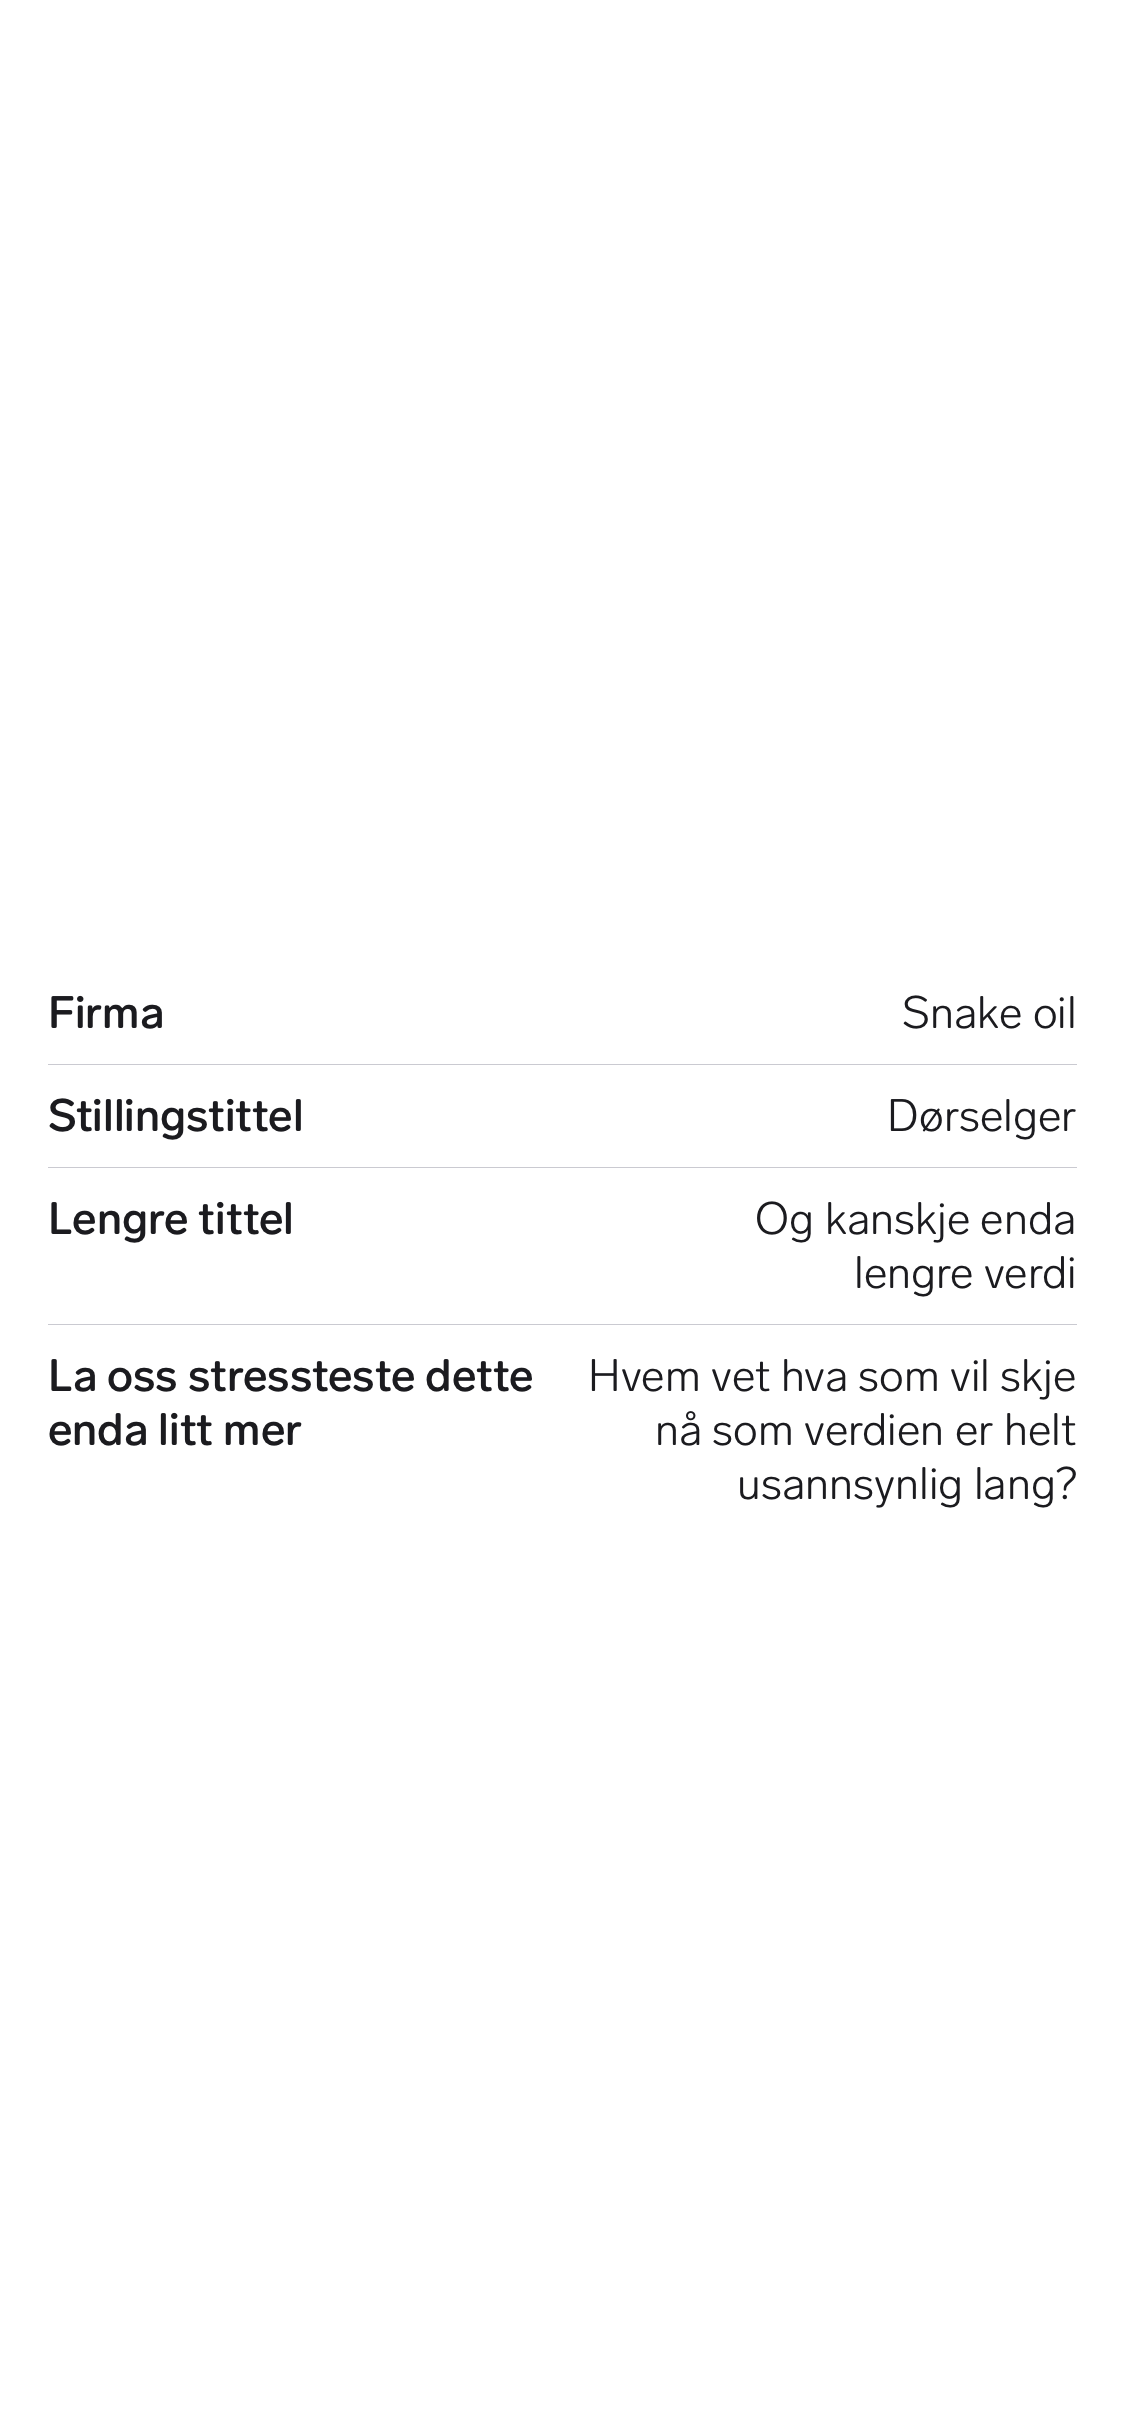 Firma Snake oil
Stillingstittel Dørselger
Lengre tittel Og kanskje enda
lengre verdi
La oss stressteste dette Hvem vet hva som vil skje
enda litt mer nå som verdien er helt
usannsynlig lang?